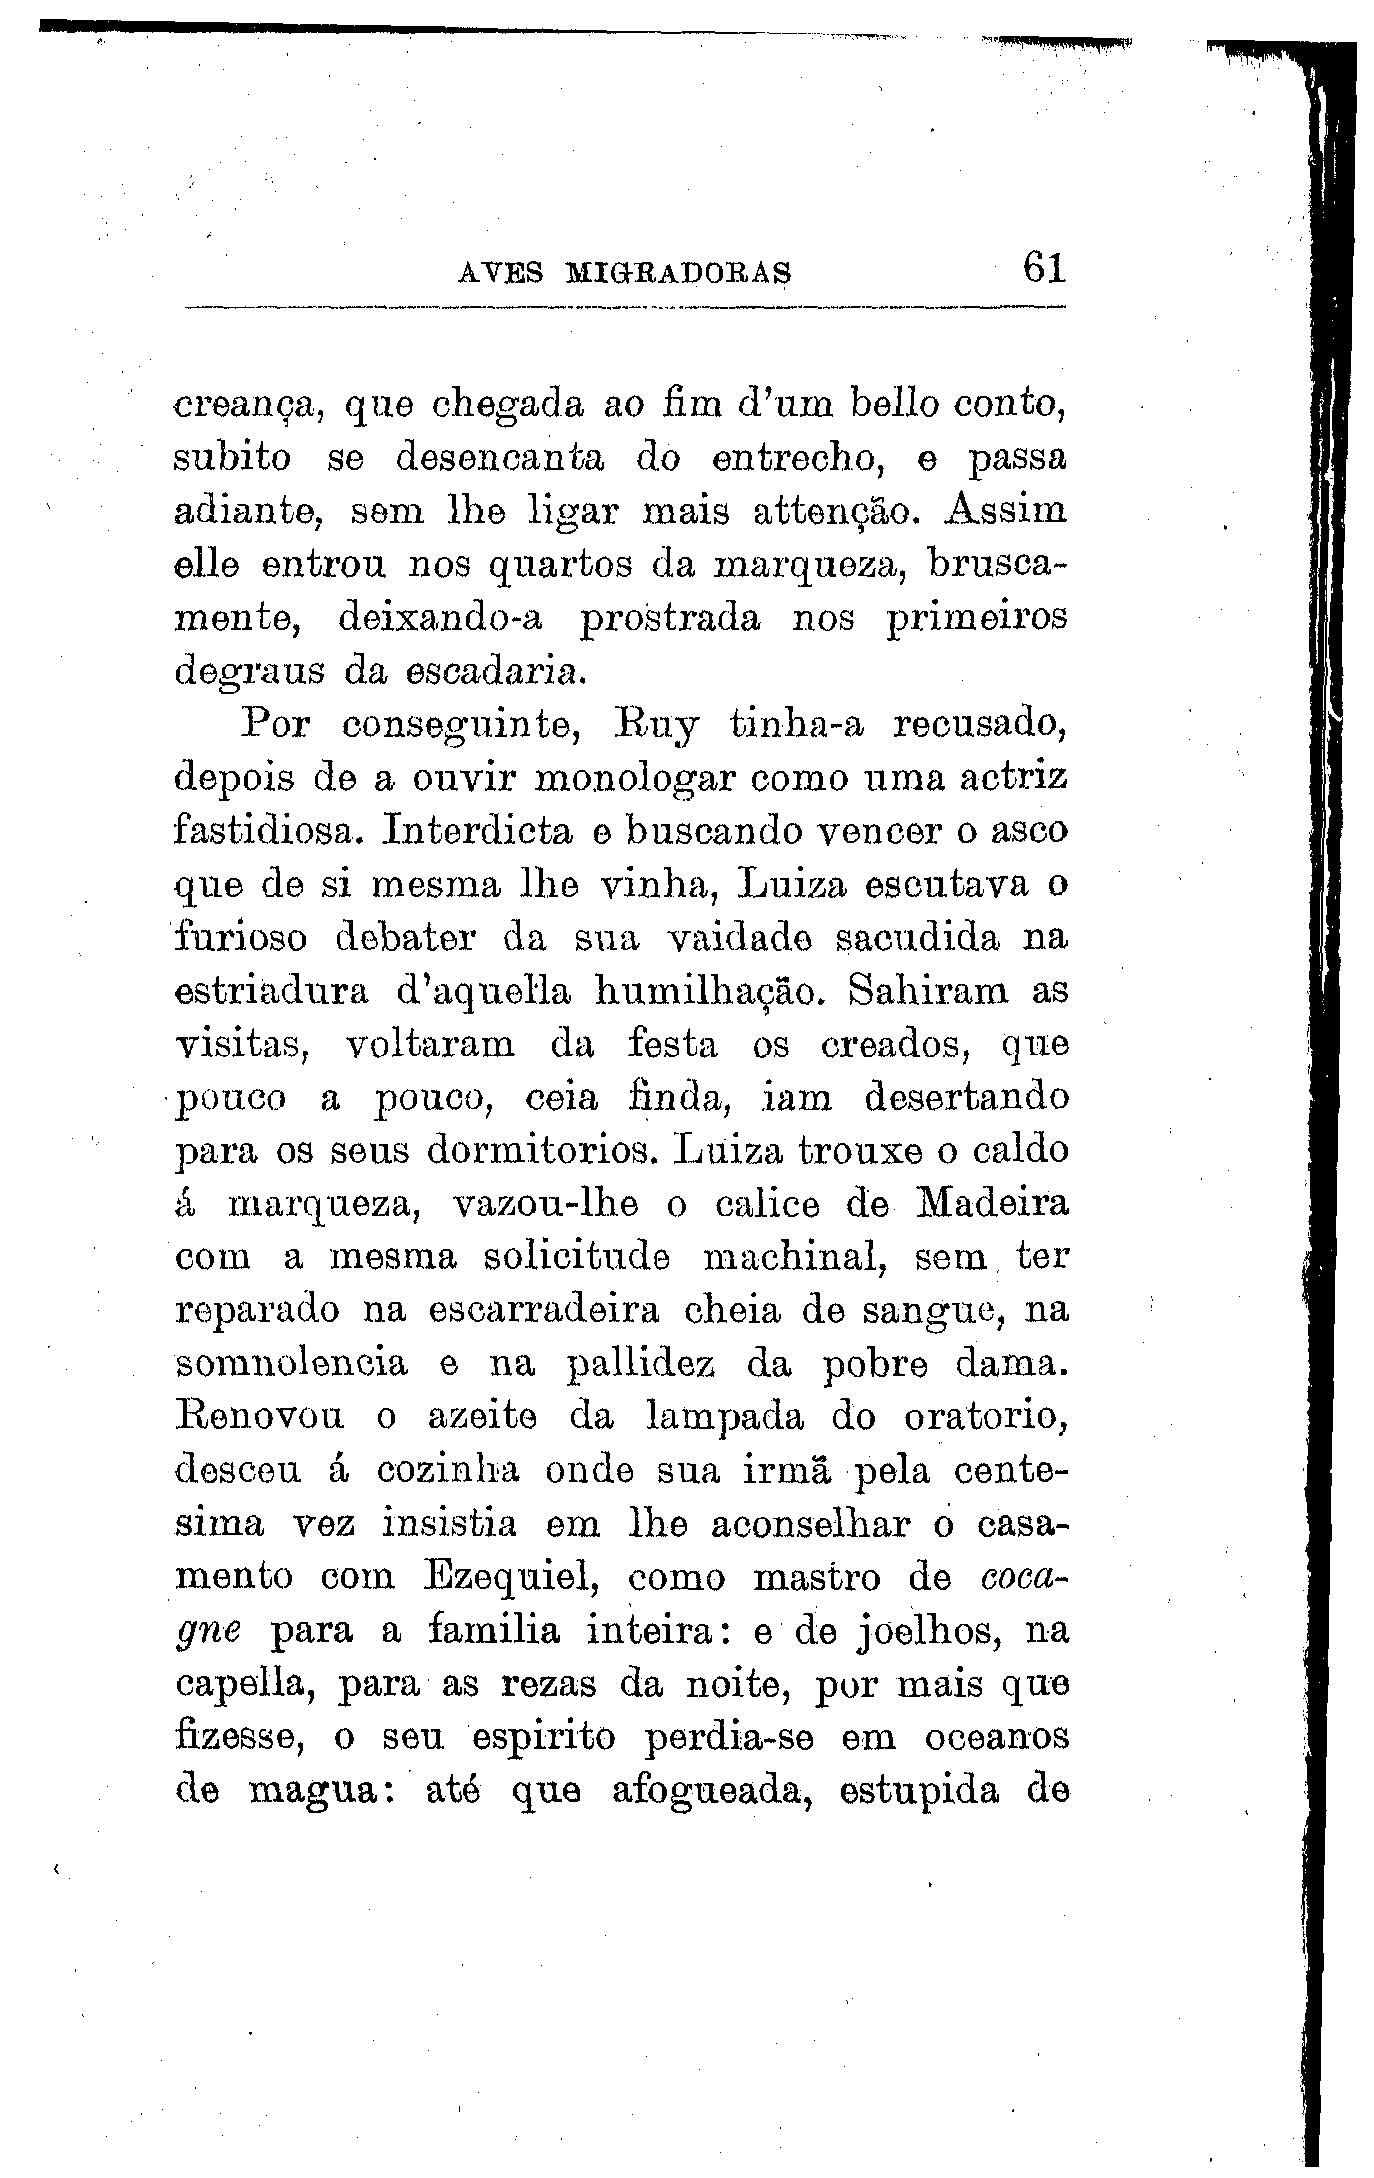 AVES MIGRADORAS 61
creança, que chegada ao fim d'um bello conto,
subito se desencanta do entrecho, e passa
adiante, sem lhe ligar mais attenção. Assim
elle entrou nos quartos da marqueza, brusca-
mente, deixando-a prostrada nos primeiros
degraus da escadaria.
Por conseguinte, Ruy tinha-a recusado,
depois de a ouvir monologar como uma actriz
fastidiosa. Interdicta e buscando vencer o asco
que de si mesma lhe vinha, Luiza escutava o
furioso debater da sua vaidade sacudida na
estriadura d'aquella humilhação. Sahiram as
visitas, voltaram da festa os creados, que
pouco a pouco, ceia finda, iam desertando
para os seus dormitorios. Luiza trouxe o caldo
á marqueza, vazou-lhe o calice de Madeira
com a mesma solicitude machinal, sem ter
reparado na escarradeira cheia de sangue, na
somnolencia e na pallidez da pobre dama.
Renovou o azeite da lampada do oratorio,
desceu á cozinha onde sua irmã pela cente-
sima vez insistia em lhe aconselhar o casa-
mento com Ezequiel, como mastro de coca-
gne para a familia inteira: e de joelhos, na
capella, para as rezas da noite, por mais que
fizesse, o seu espirito perdia-se em oceanos
de magua: até que afogueada, estupida de